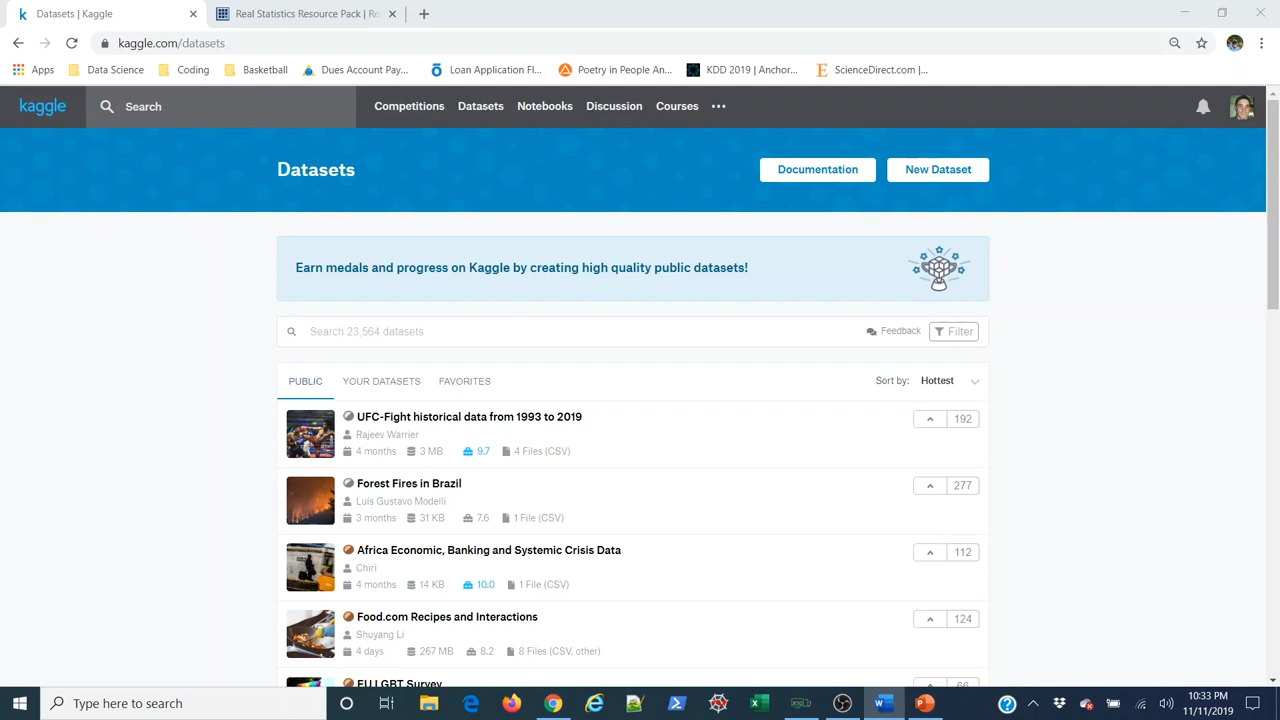 Datasets | Kaggle
Real Statistics Resource Pack | Re
kaggle.com/datasets
Apps
Data Science
Coding
Basketball
Dues Account Pay...
Loan Application Fl...
Poetry in People An...
KDD 2019 | Anchor...
ScienceDirect.com |...
kaggle
Search
Competitions
Datasets
Notebooks
Discussion
Courses
Datasets
Documentation
New Dataset
Earn medals and progress on Kaggle by creating high quality public datasets!
Search 23,564 datasets
Feedback
Filter
PUBLIC
YOUR DATASETS
FAVORITES
Sort by: Hottest
UFC-Fight historical data from 1993 to 2019
192
Rajeev Warrier
4 months 3 MB 9.7 4 Files (CSV)
Forest Fires in Brazil
277
Luís Gustavo Modelli
3 months 31 KB 7.6 1 File (CSV)
Africa Economic, Banking and Systemic Crisis Data
112
Chiri
4 months 14 KB 10.0 1 File (CSV)
Food.com Recipes and Interactions
124
Shuyang Li
4 days 267 MB 8.2 8 Files (CSV, other)
EU LGBT Survey
66
Type here to search
10:33 PM
11/11/2019